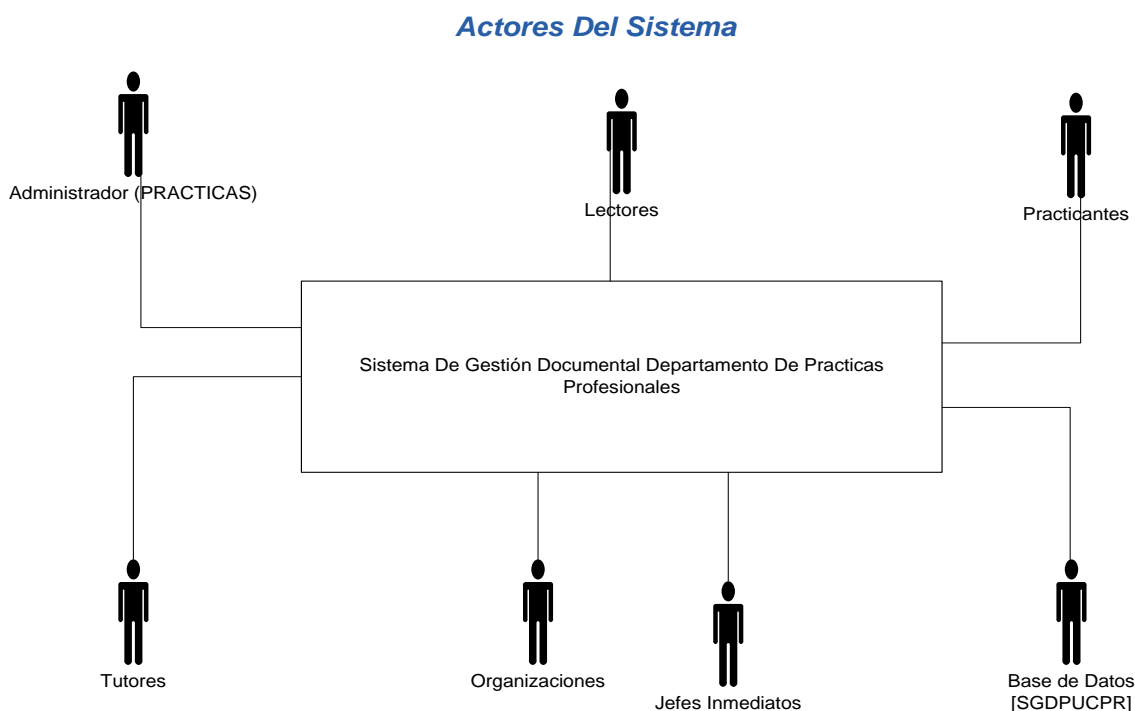 Actores Del Sistema
Administrador (PRACTICAS)
Lectores
Practicantes
Sistema De Gestión Documental Departamento De Practicas
Profesionales
Tutores
Organizaciones
Jefes Inmediatos
Base de Datos
[SGDPUCPR]